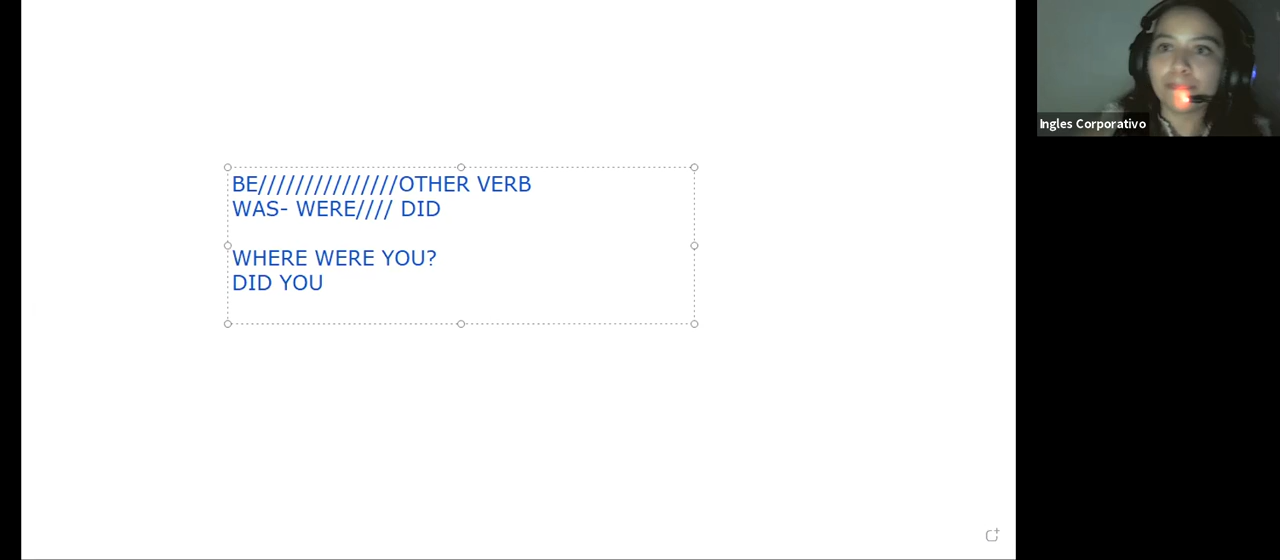 BE///////////////OTHER VERB
WAS- WERE//// DID
WHERE WERE YOU?
DID YOU
Ingles Corporativo